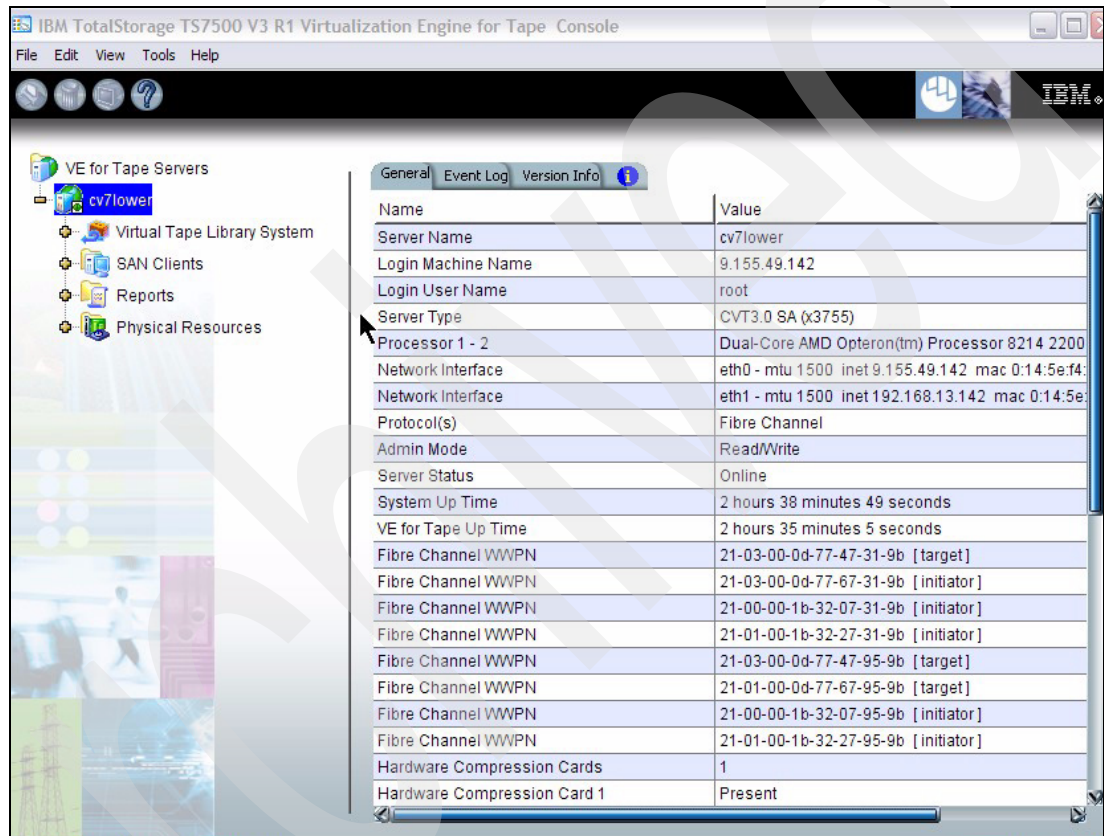 IBM TotalStorage TS7500 V3 R1 Virtualization Engine for Tape Console
File Edit View Tools Help
IBM®
VE for Tape Servers
cv7lower
Virtual Tape Library System
SAN Clients
Reports
Physical Resources
General Event Log Version Info
Name Value
Server Name cv7lower
Login Machine Name 9.155.49.142
Login User Name root
Server Type CVT3.0 SA (x3755)
Processor 1 - 2 Dual-Core AMD Opteron(tm) Processor 8214 2200
Network Interface eth0 - mtu 1500 inet 9.155.49.142 mac 0:14:5e:f4:
Network Interface eth1 - mtu 1500 inet 192.168.13.142 mac 0:14:5e:
Protocol(s) Fibre Channel
Admin Mode Read/Write
Server Status Online
System Up Time 2 hours 38 minutes 49 seconds
VE for Tape Up Time 2 hours 35 minutes 5 seconds
Fibre Channel WWPN 21-03-00-0d-77-47-31-9b [target]
Fibre Channel WWPN 21-03-00-0d-77-67-31-9b [initiator]
Fibre Channel WWPN 21-00-00-1b-32-07-31-9b [initiator]
Fibre Channel WWPN 21-01-00-1b-32-27-31-9b [initiator]
Fibre Channel WWPN 21-03-00-0d-77-47-95-9b [target]
Fibre Channel WWPN 21-01-00-0d-77-67-95-9b [target]
Fibre Channel WWPN 21-00-00-1b-32-07-95-9b [initiator]
Fibre Channel WWPN 21-01-00-1b-32-27-95-9b [initiator]
Hardware Compression Cards 1
Hardware Compression Card 1 Present